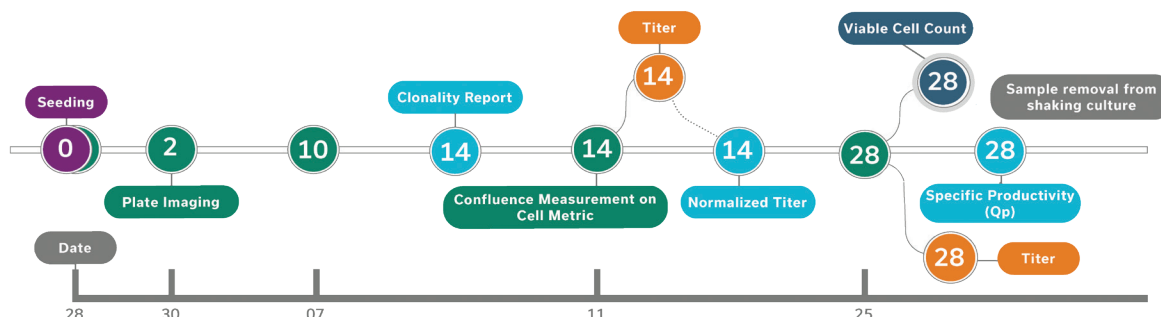 Titer
14
Viable Cell Count
28
Seeding
0
2
Plate Imaging
10
Clonality Report
14
14
Confluence Measurement on
Cell Metric
14
Normalized Titer
28
Sample removal from
shaking culture
28
Specific Productivity
(Qp)
28
Titer
Date
28
30
07
11
25